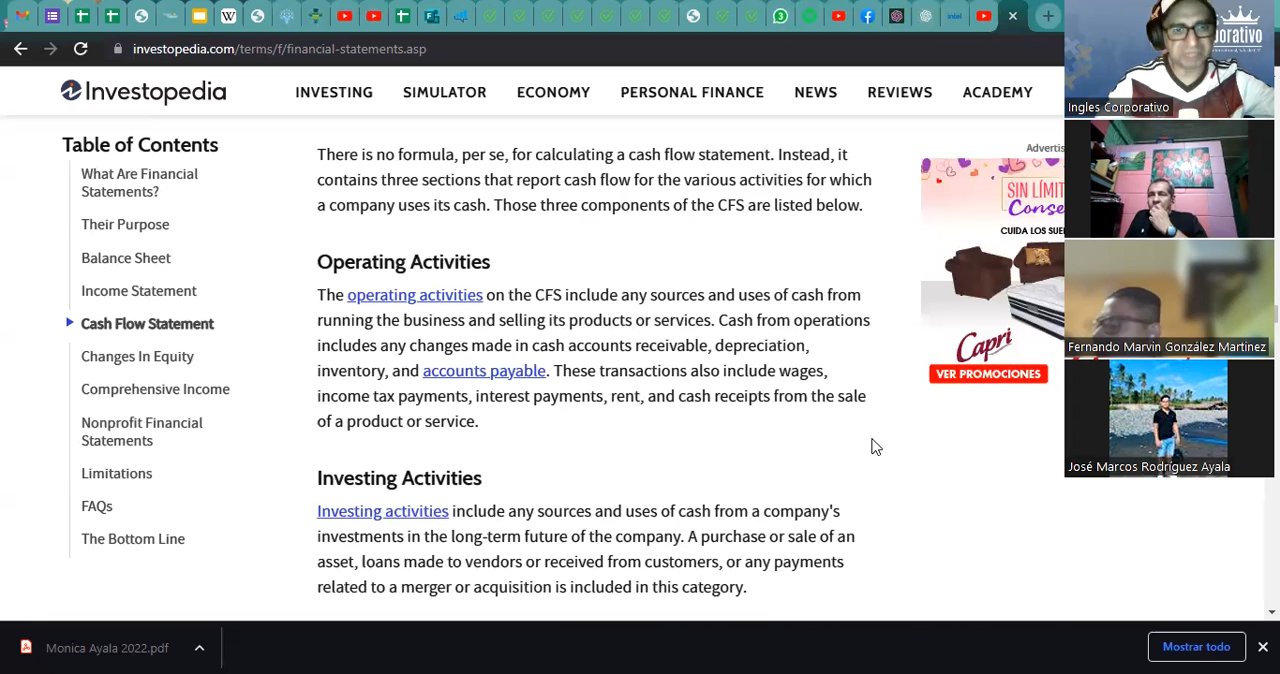 investopedia.com/terms/f/financial-statements.asp
Investopedia
INVESTING SIMULATOR ECONOMY PERSONAL FINANCE NEWS REVIEWS ACADEMY
Table of Contents
What Are Financial
Statements?
Their Purpose
Balance Sheet
Income Statement
Cash Flow Statement
Changes In Equity
Comprehensive Income
Nonprofit Financial
Statements
Limitations
FAQs
The Bottom Line
There is no formula, per se, for calculating a cash flow statement. Instead, it
contains three sections that report cash flow for the various activities for which
a company uses its cash. Those three components of the CFS are listed below.
Operating Activities
The operating activities on the CFS include any sources and uses of cash from
running the business and selling its products or services. Cash from operations
includes any changes made in cash accounts receivable, depreciation,
inventory, and accounts payable. These transactions also include wages,
income tax payments, interest payments, rent, and cash receipts from the sale
of a product or service.
Investing Activities
Investing activities include any sources and uses of cash from a company's
investments in the long-term future of the company. A purchase or sale of an
asset, loans made to vendors or received from customers, or any payments
related to a merger or acquisition is included in this category.
SIN
CUIDA LOS
Capri
VER PROMOCIONES
Ingles Corporativo
Fernando Marvin González Martinez
José Marcos Rodríguez Ayala
Monica Ayala 2022.pdf
Mostrar todo